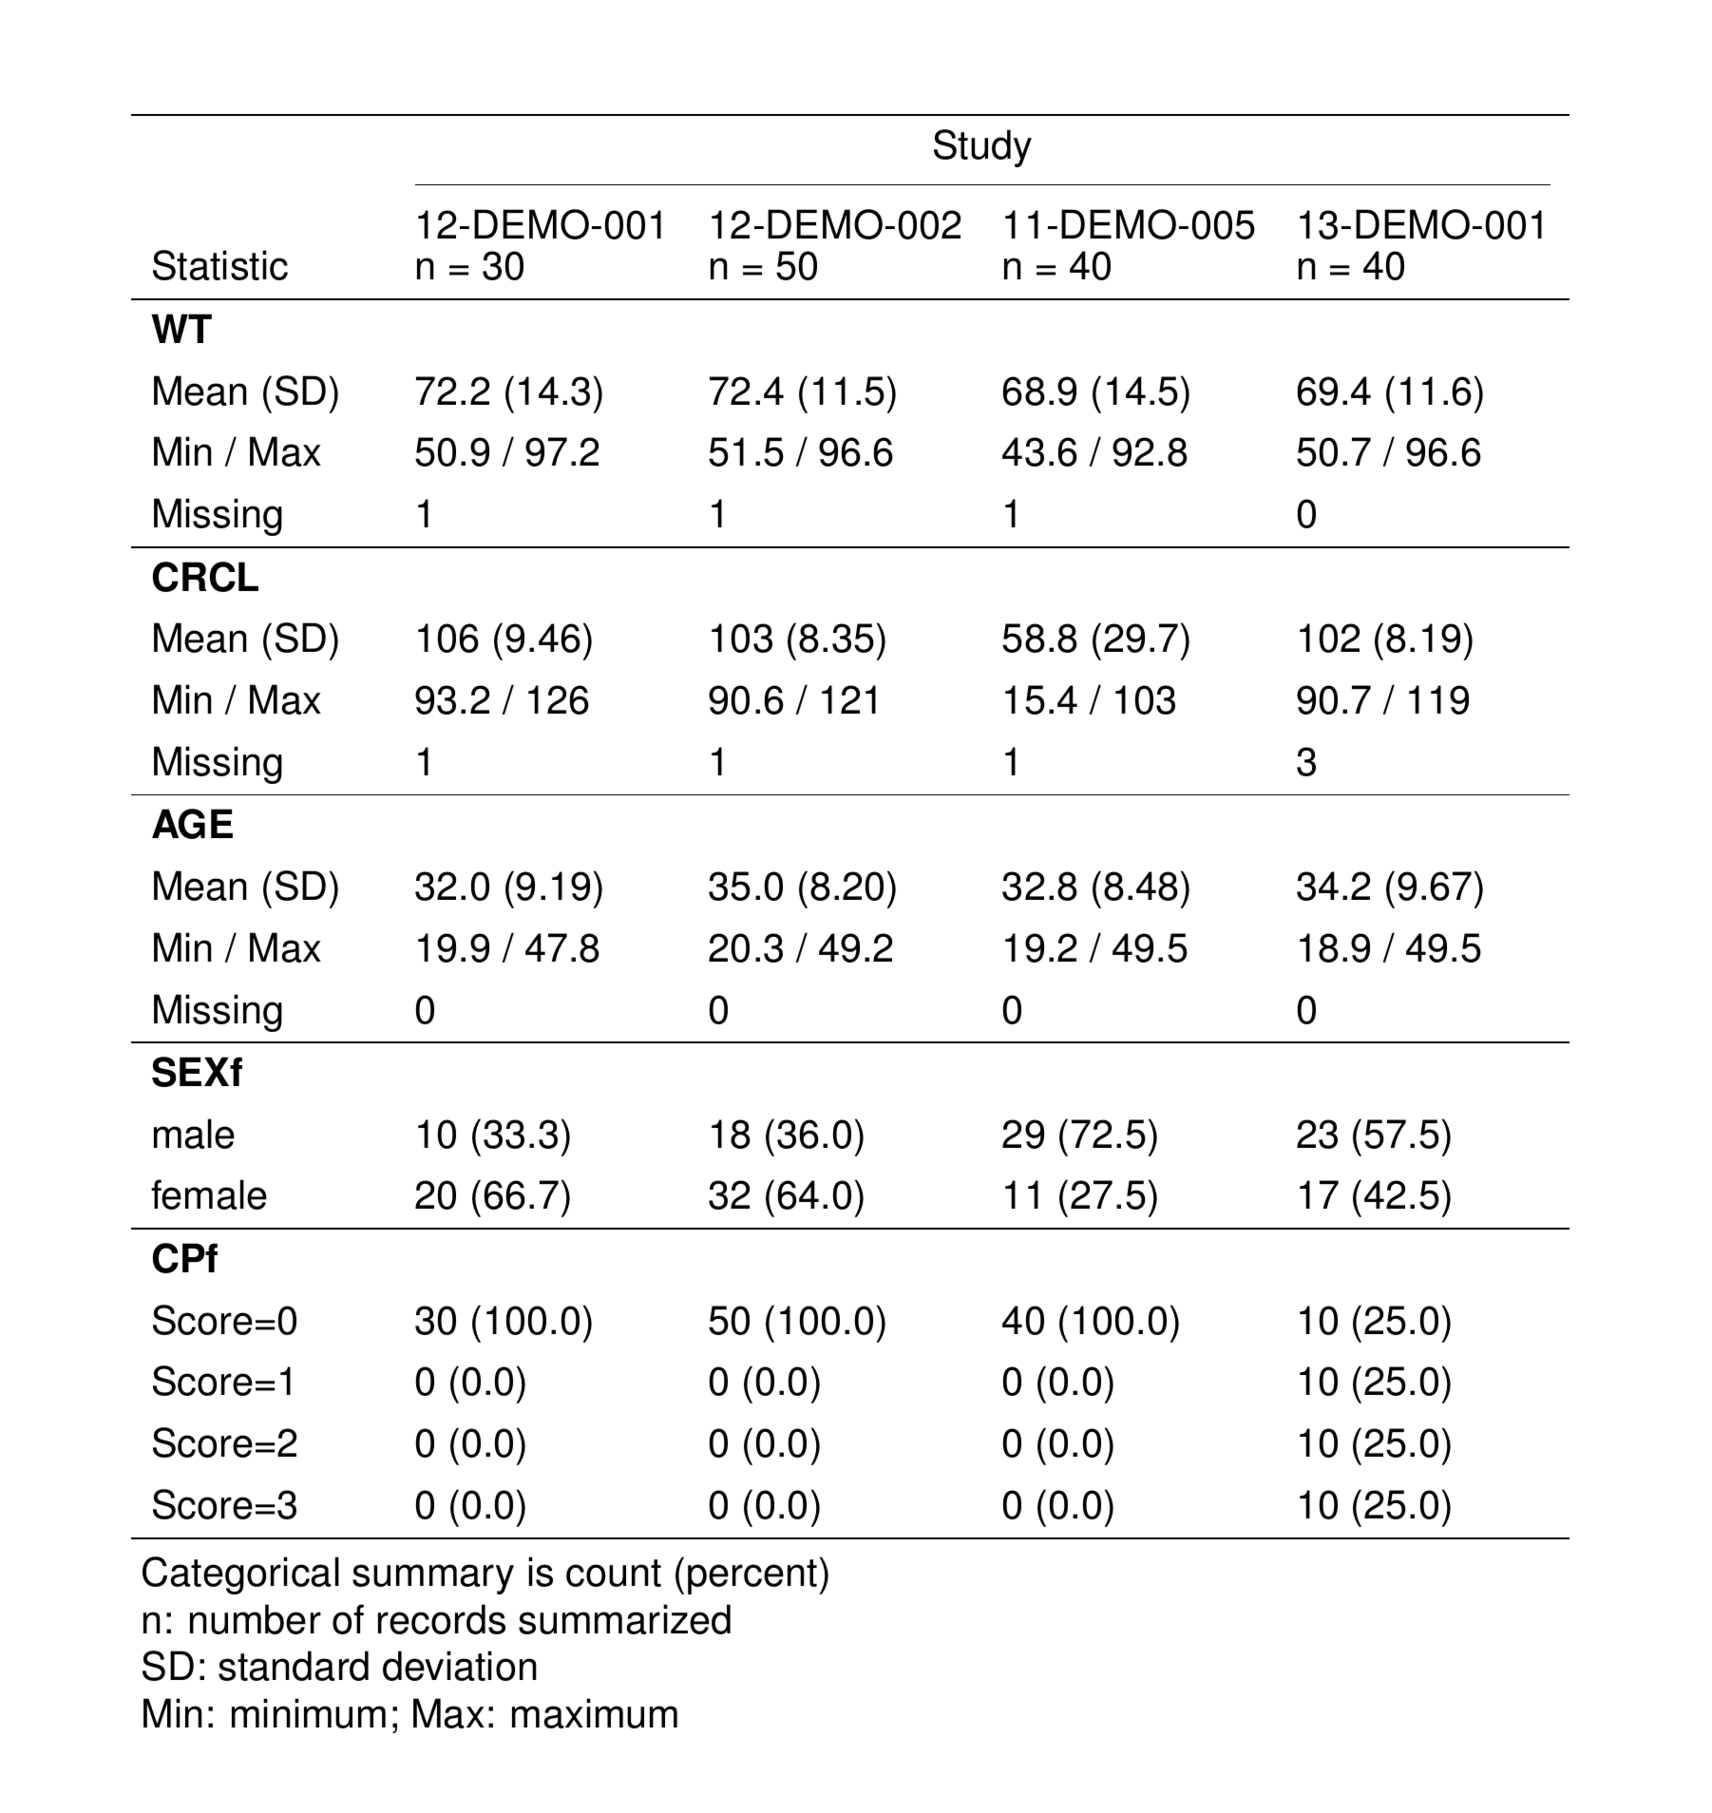 Study
12-DEMO-001 12-DEMO-002 11-DEMO-005 13-DEMO-001
Statistic n = 30 n = 50 n = 40 n = 40
WT
Mean (SD) 72.2 (14.3) 72.4 (11.5) 68.9 (14.5) 69.4 (11.6)
Min / Max 50.9 / 97.2 51.5 / 96.6 43.6 / 92.8 50.7 / 96.6
Missing 1 1 1 0
CRCL
Mean (SD) 106 (9.46) 103 (8.35) 58.8 (29.7) 102 (8.19)
Min / Max 93.2 / 126 90.6 / 121 15.4 / 103 90.7 / 119
Missing 1 1 1 3
AGE
Mean (SD) 32.0 (9.19) 35.0 (8.20) 32.8 (8.48) 34.2 (9.67)
Min / Max 19.9 / 47.8 20.3 / 49.2 19.2 / 49.5 18.9 / 49.5
Missing 0 0 0 0
SEXf
male 10 (33.3) 18 (36.0) 29 (72.5) 23 (57.5)
female 20 (66.7) 32 (64.0) 11 (27.5) 17 (42.5)
CPf
Score=0 30 (100.0) 50 (100.0) 40 (100.0) 10 (25.0)
Score=1 0 (0.0) 0 (0.0) 0 (0.0) 10 (25.0)
Score=2 0 (0.0) 0 (0.0) 0 (0.0) 10 (25.0)
Score=3 0 (0.0) 0 (0.0) 0 (0.0) 10 (25.0)
Categorical summary is count (percent)
n: number of records summarized
SD: standard deviation
Min: minimum; Max: maximum